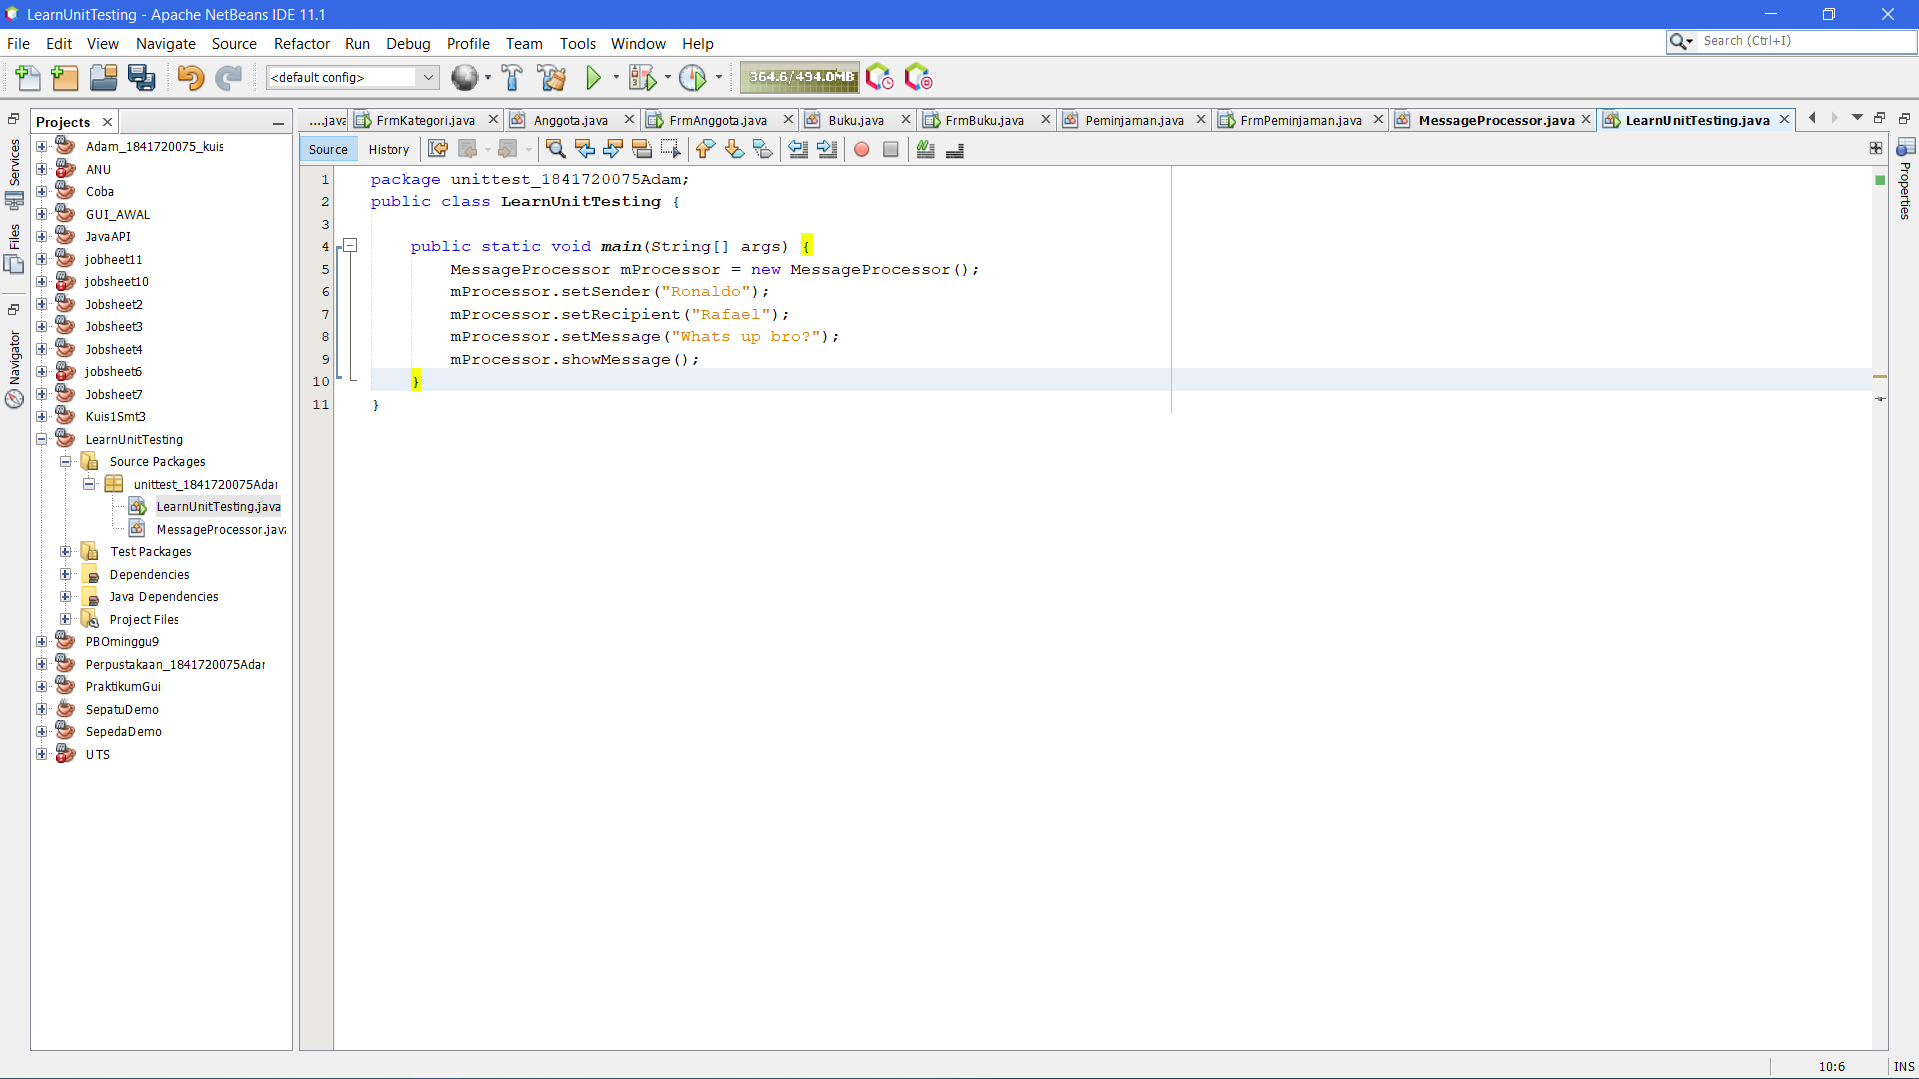 LearnUnitTesting - Apache NetBeans IDE 11.1
File Edit View Navigate Source Refactor Run Debug Profile Team Tools Window Help
Search (Ctrl+I)
<default config>
364.6/494.0MB
Projects
....java FrmKategori.java Anggota.java FrmAnggota.java Buku.java FrmBuku.java Peminjaman.java FrmPeminjaman.java MessageProcessor.java LearnUnitTesting.java
Source History
Services
Files
Navigator
Properties
Adam_1841720075_kuis
ANU
Coba
GUI_AWAL
JavaAPI
jobheet11
jobsheet10
Jobsheet2
Jobsheet3
Jobsheet4
jobsheet6
Jobsheet7
Kuis1Smt3
LearnUnitTesting
Source Packages
unittest_1841720075Adar
LearnUnitTesting.java
MessageProcessor.java
Test Packages
Dependencies
Java Dependencies
Project Files
PBOminggu9
Perpustakaan_1841720075Adar
PraktikumGui
SepatuDemo
SepedaDemo
UTS
1 package unittest_1841720075Adam;
2 public class LearnUnitTesting {
3
4 public static void main(String[] args) {
5 MessageProcessor mProcessor = new MessageProcessor();
6 mProcessor.setSender("Ronaldo");
7 mProcessor.setRecipient("Rafael");
8 mProcessor.setMessage("Whats up bro?");
9 mProcessor.showMessage();
10 }
11 }
10:6 INS